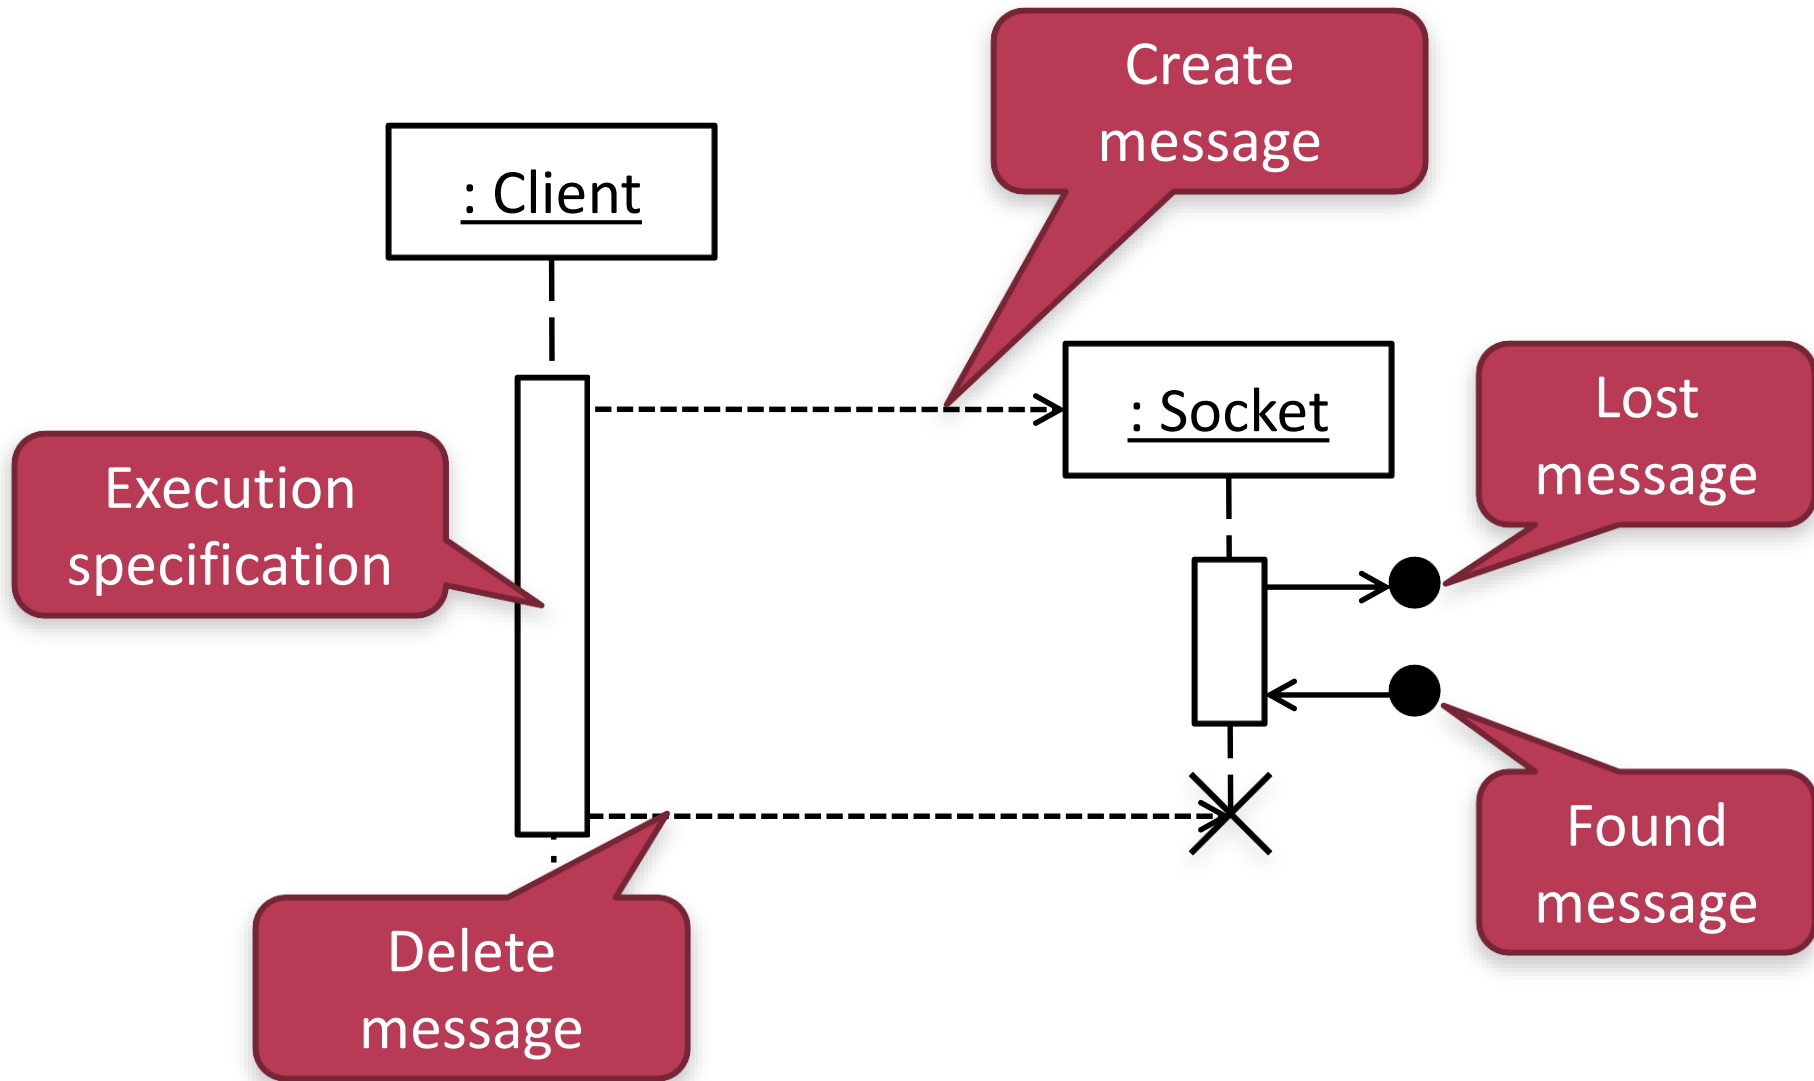 Create
message
: Client
: Socket
Lost
message
Execution
specification
Found
message
Delete
message